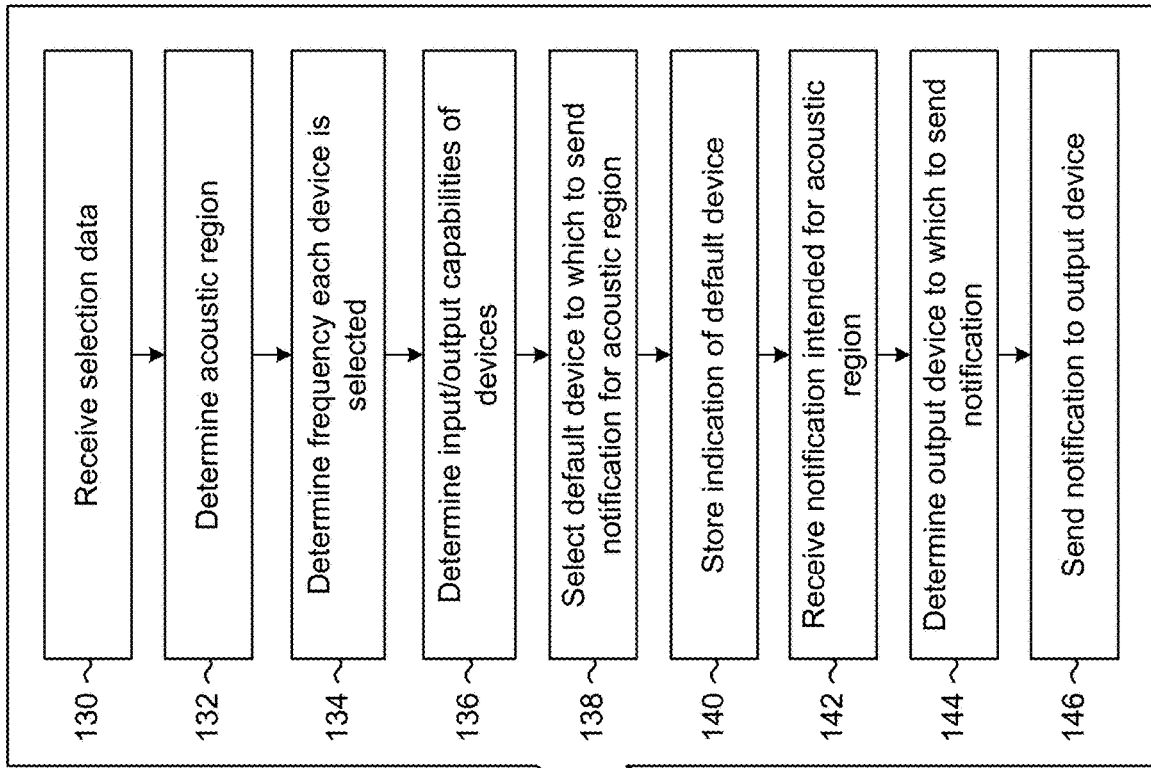 130
Receive selection data
132
Determine acoustic region
134
Determine frequency each device is
selected
136
Determine input/output capabilities of
devices
138
Select default device to which to send
notification for acoustic region
140
Store indication of default device
142
Receive notification intended for acoustic
region
144
Determine output device to which to send
notification
146
Send notification to output device